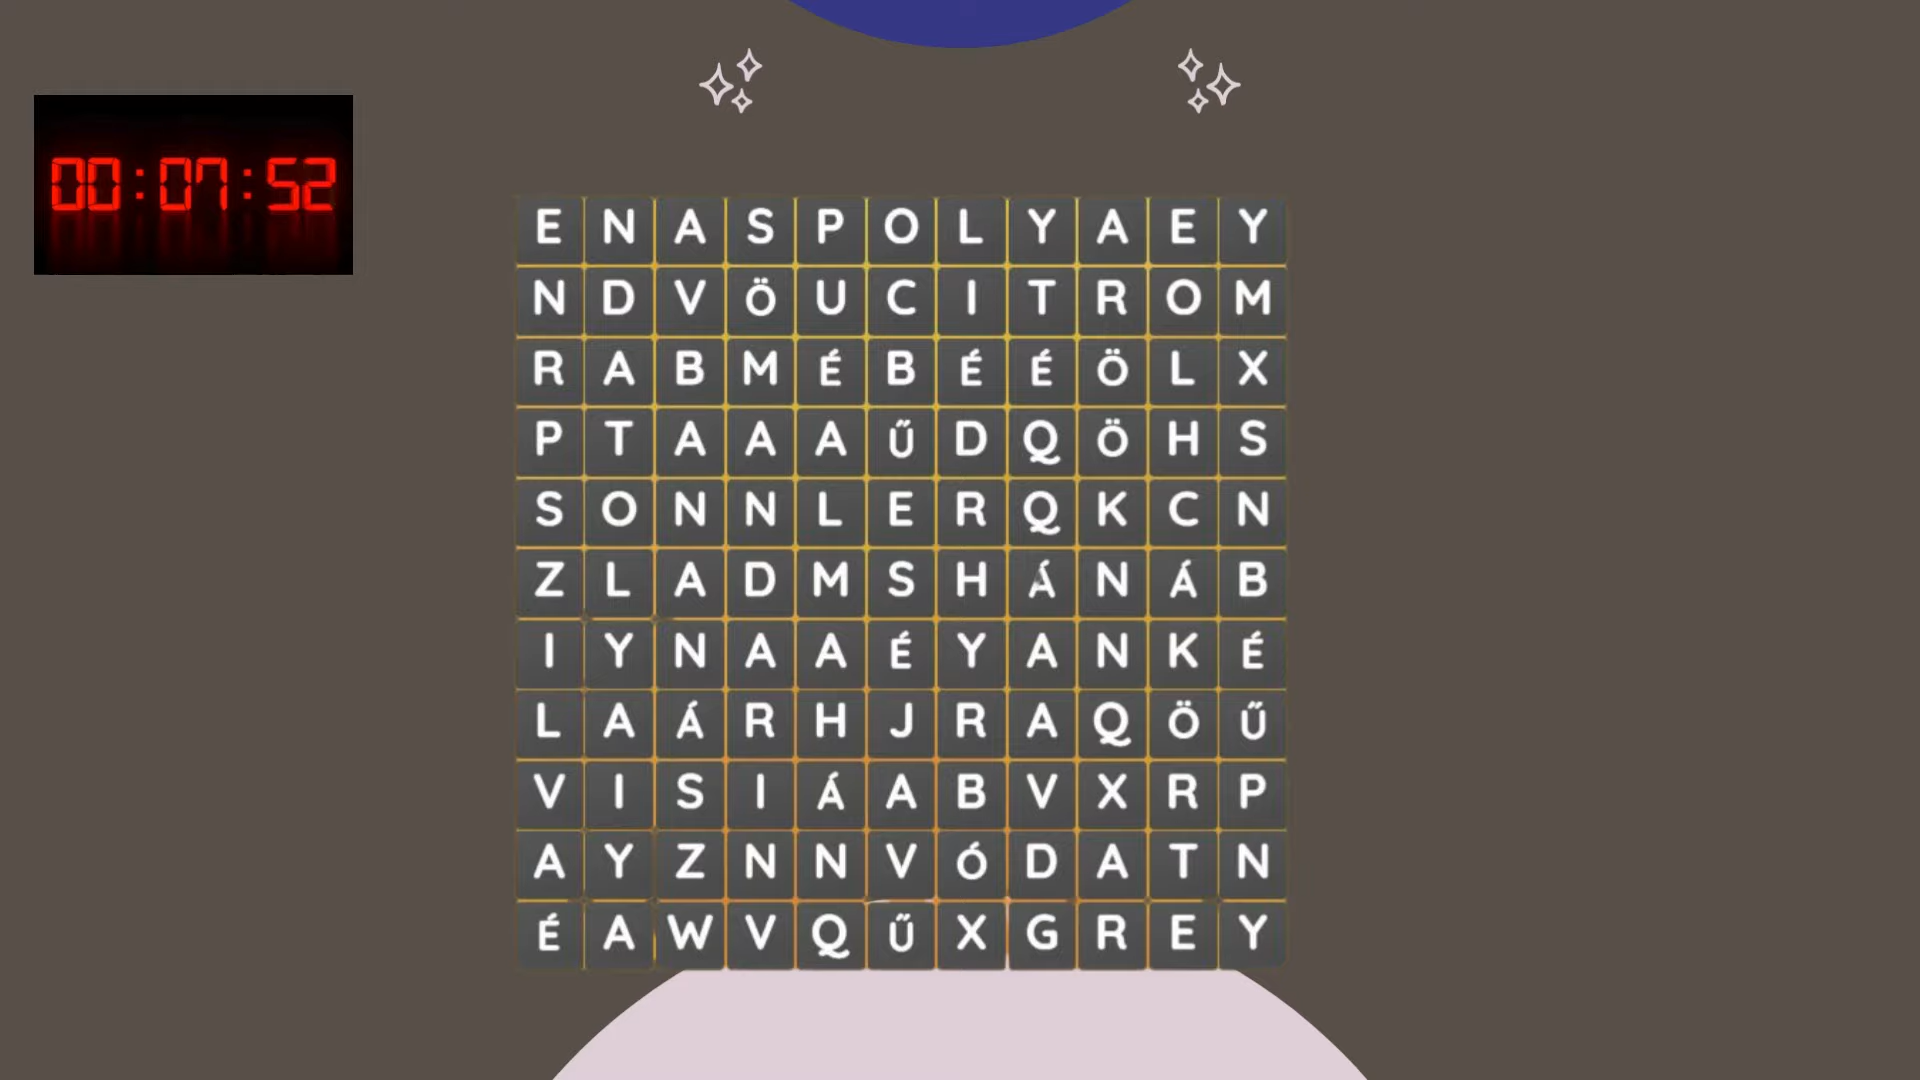 00:07:52
E N A S P O L Y A E Y
N D V Ö U C I T R O M
R A B M É B É É Ö L X
P T A A A Ű D Q Ö H S
S O N N L E R Q K C N
Z L A D M S H Á N Á B
I Y N A A É Y A N K É
L A Á R H J R A Q Ö Ű
V I S I Á A B V X R P
A Y Z N N V Ó D A T N
É A W V Q Ű X G R E Y